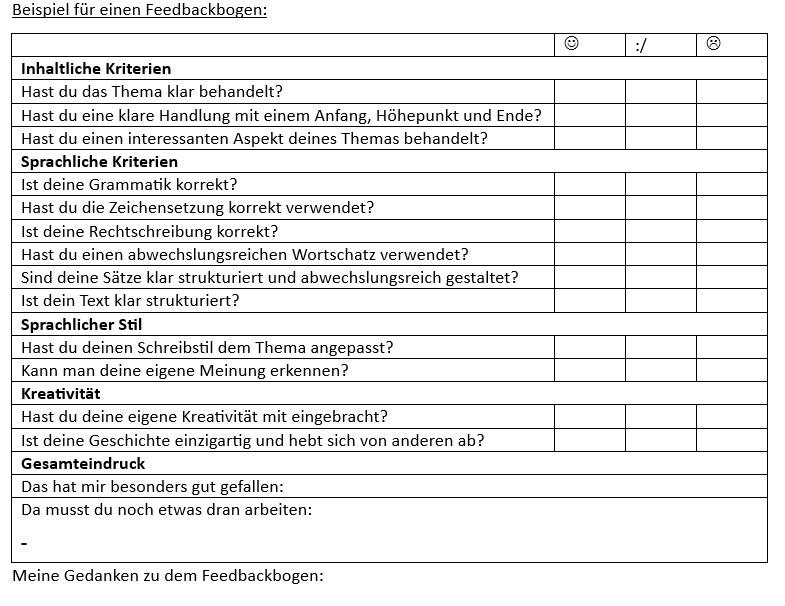 Beispiel für einen Feedbackbogen:
☺ :/ ☹
Inhaltliche Kriterien
Hast du das Thema klar behandelt?
Hast du eine klare Handlung mit einem Anfang, Höhepunkt und Ende?
Hast du einen interessanten Aspekt deines Themas behandelt?
Sprachliche Kriterien
Ist deine Grammatik korrekt?
Hast du die Zeichensetzung korrekt verwendet?
Ist deine Rechtschreibung korrekt?
Hast du einen abwechslungsreichen Wortschatz verwendet?
Sind deine Sätze klar strukturiert und abwechslungsreich gestaltet?
Ist dein Text klar strukturiert?
Sprachlicher Stil
Hast du deinen Schreibstil dem Thema angepasst?
Kann man deine eigene Meinung erkennen?
Kreativität
Hast du deine eigene Kreativität mit eingebracht?
Ist deine Geschichte einzigartig und hebt sich von anderen ab?
Gesamteindruck
Das hat mir besonders gut gefallen:
Da musst du noch etwas dran arbeiten:
-
Meine Gedanken zu dem Feedbackbogen: